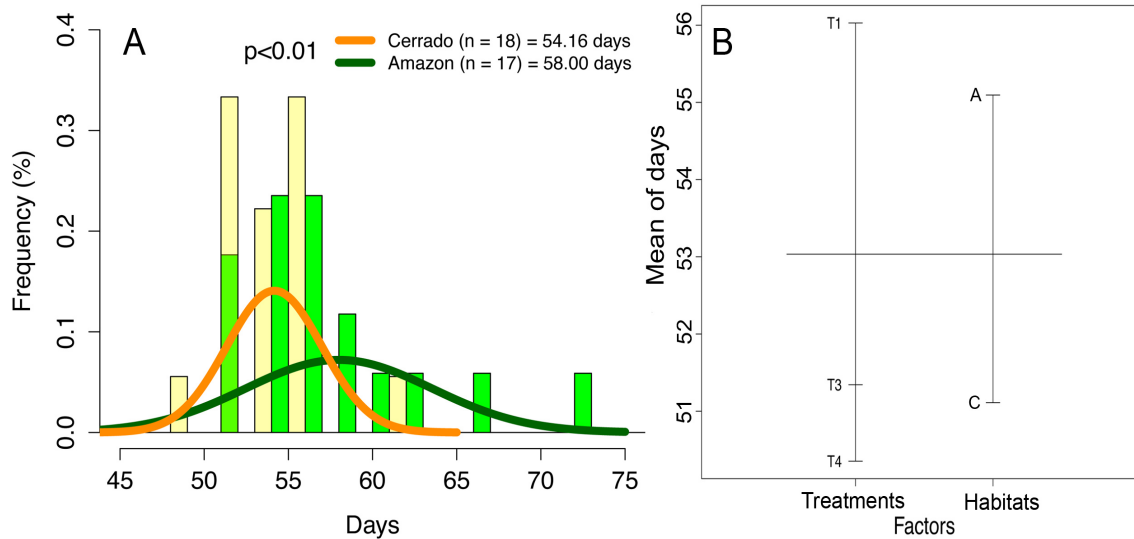 A
p<0.01
Cerrado (n = 18) = 54.16 days
Amazon (n = 17) = 58.00 days
Frequency (%)
0.4
0.3
0.2
0.1
0.0
45 50 55 60 65 70 75
Days
B
Mean of days
56
55
54
53
52
51
T1
A
T3
C
T4
Treatments Habitats
Factors